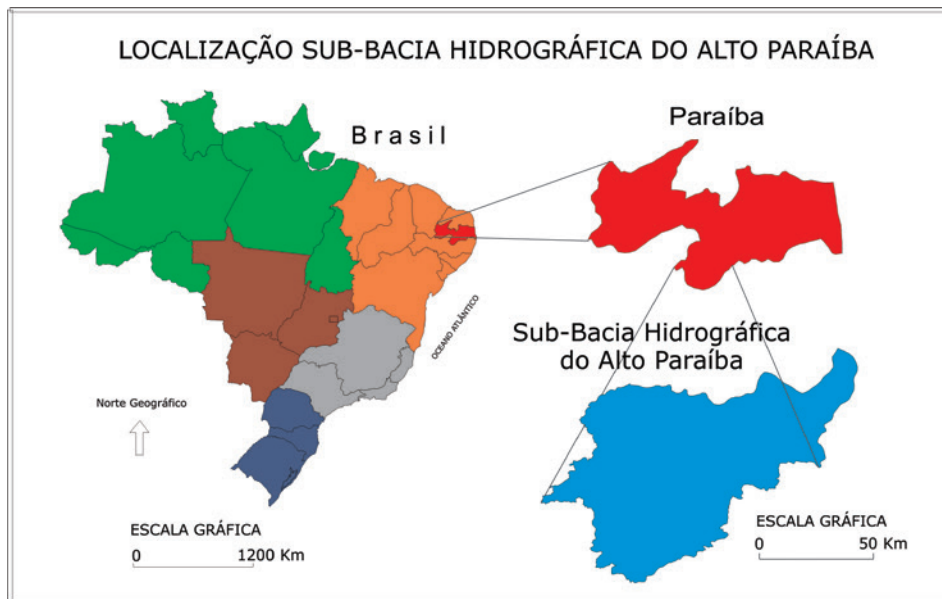 LOCALIZAÇÃO SUB-BACIA HIDROGRÁFICA DO ALTO PARAÍBA
Brasil
Paraíba
OCEANO ATLÂNTICO
Sub-Bacia Hidrográfica
do Alto Paraíba
Norte Geográfico
ESCALA GRÁFICA
0 1200 Km
ESCALA GRÁFICA
0 50 Km